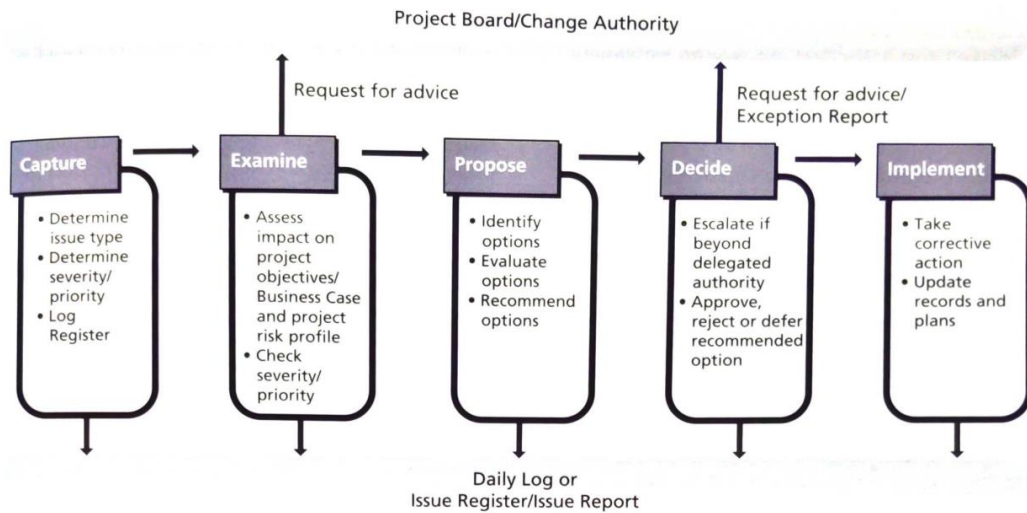 Project Board/Change Authority
Request for advice
Request for advice/
Exception Report
Capture
• Determine
issue type
• Determine
severity/
priority
• Log
Register
Examine
• Assess
impact on
project
objectives/
Business Case
and project
risk profile
• Check
severity/
priority
Propose
• Identify
options
• Evaluate
options
• Recommend
options
Decide
• Escalate if
beyond
delegated
authority
• Approve,
reject or defer
recommended
option
Implement
• Take
corrective
action
• Update
records and
plans
Daily Log or
Issue Register/Issue Report